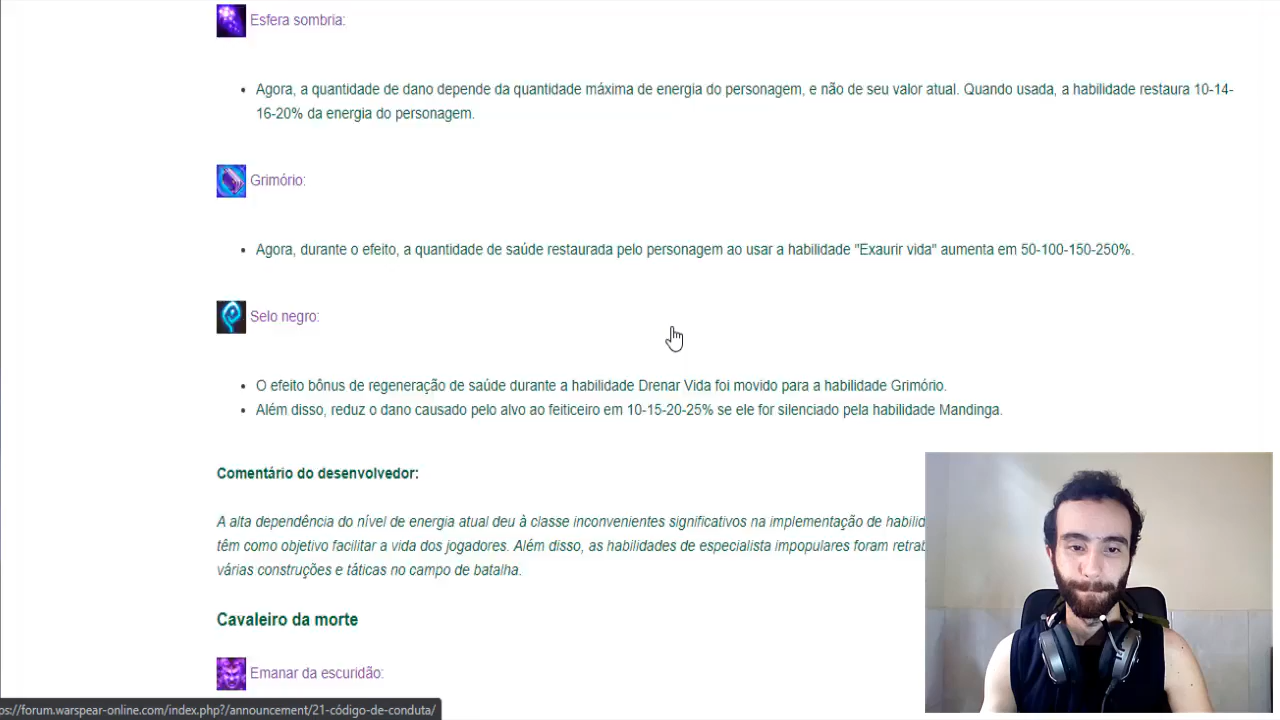 Esfera sombria:
Agora, a quantidade de dano depende da quantidade máxima de energia do personagem, e não de seu valor atual. Quando usada, a habilidade restaura 10-14-
16-20% da energia do personagem.
Grimório:
Agora, durante o efeito, a quantidade de saúde restaurada pelo personagem ao usar a habilidade "Exaurir vida" aumenta em 50-100-150-250%.
Selo negro:
O efeito bônus de regeneração de saúde durante a habilidade Drenar Vida foi movido para a habilidade Grimório.
Além disso, reduz o dano causado pelo alvo ao feiticeiro em 10-15-20-25% se ele for silenciado pela habilidade Mandinga.
Comentário do desenvolvedor:
A alta dependência do nível de energia atual deu à classe inconvenientes significativos na implementação de habilid
têm como objetivo facilitar a vida dos jogadores. Além disso, as habilidades de especialista impopulares foram retrab
várias construções e táticas no campo de batalha.
Cavaleiro da morte
Emanar da escuridão:
ps://forum.warspear-online.com/index.php?/announcement/21-código-de-conduta/